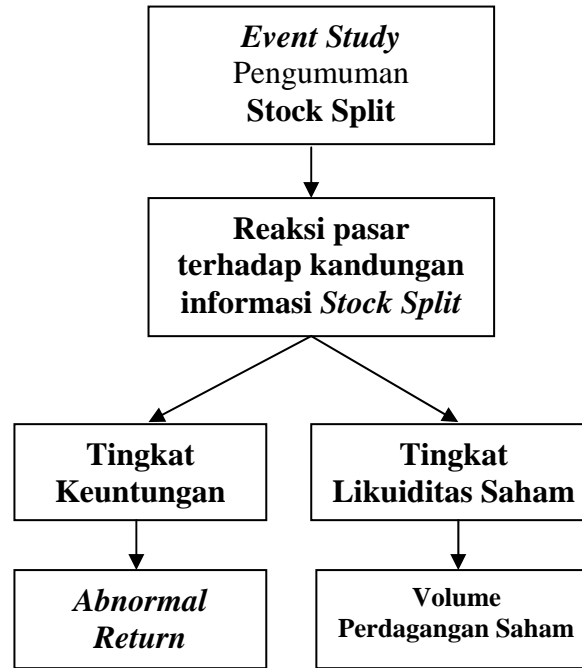 Event Study
Pengumuman
Stock Split
Reaksi pasar
terhadap kandungan
informasi Stock Split
Tingkat
Keuntungan
Tingkat
Likuiditas Saham
Abnormal
Return
Volume
Perdagangan Saham